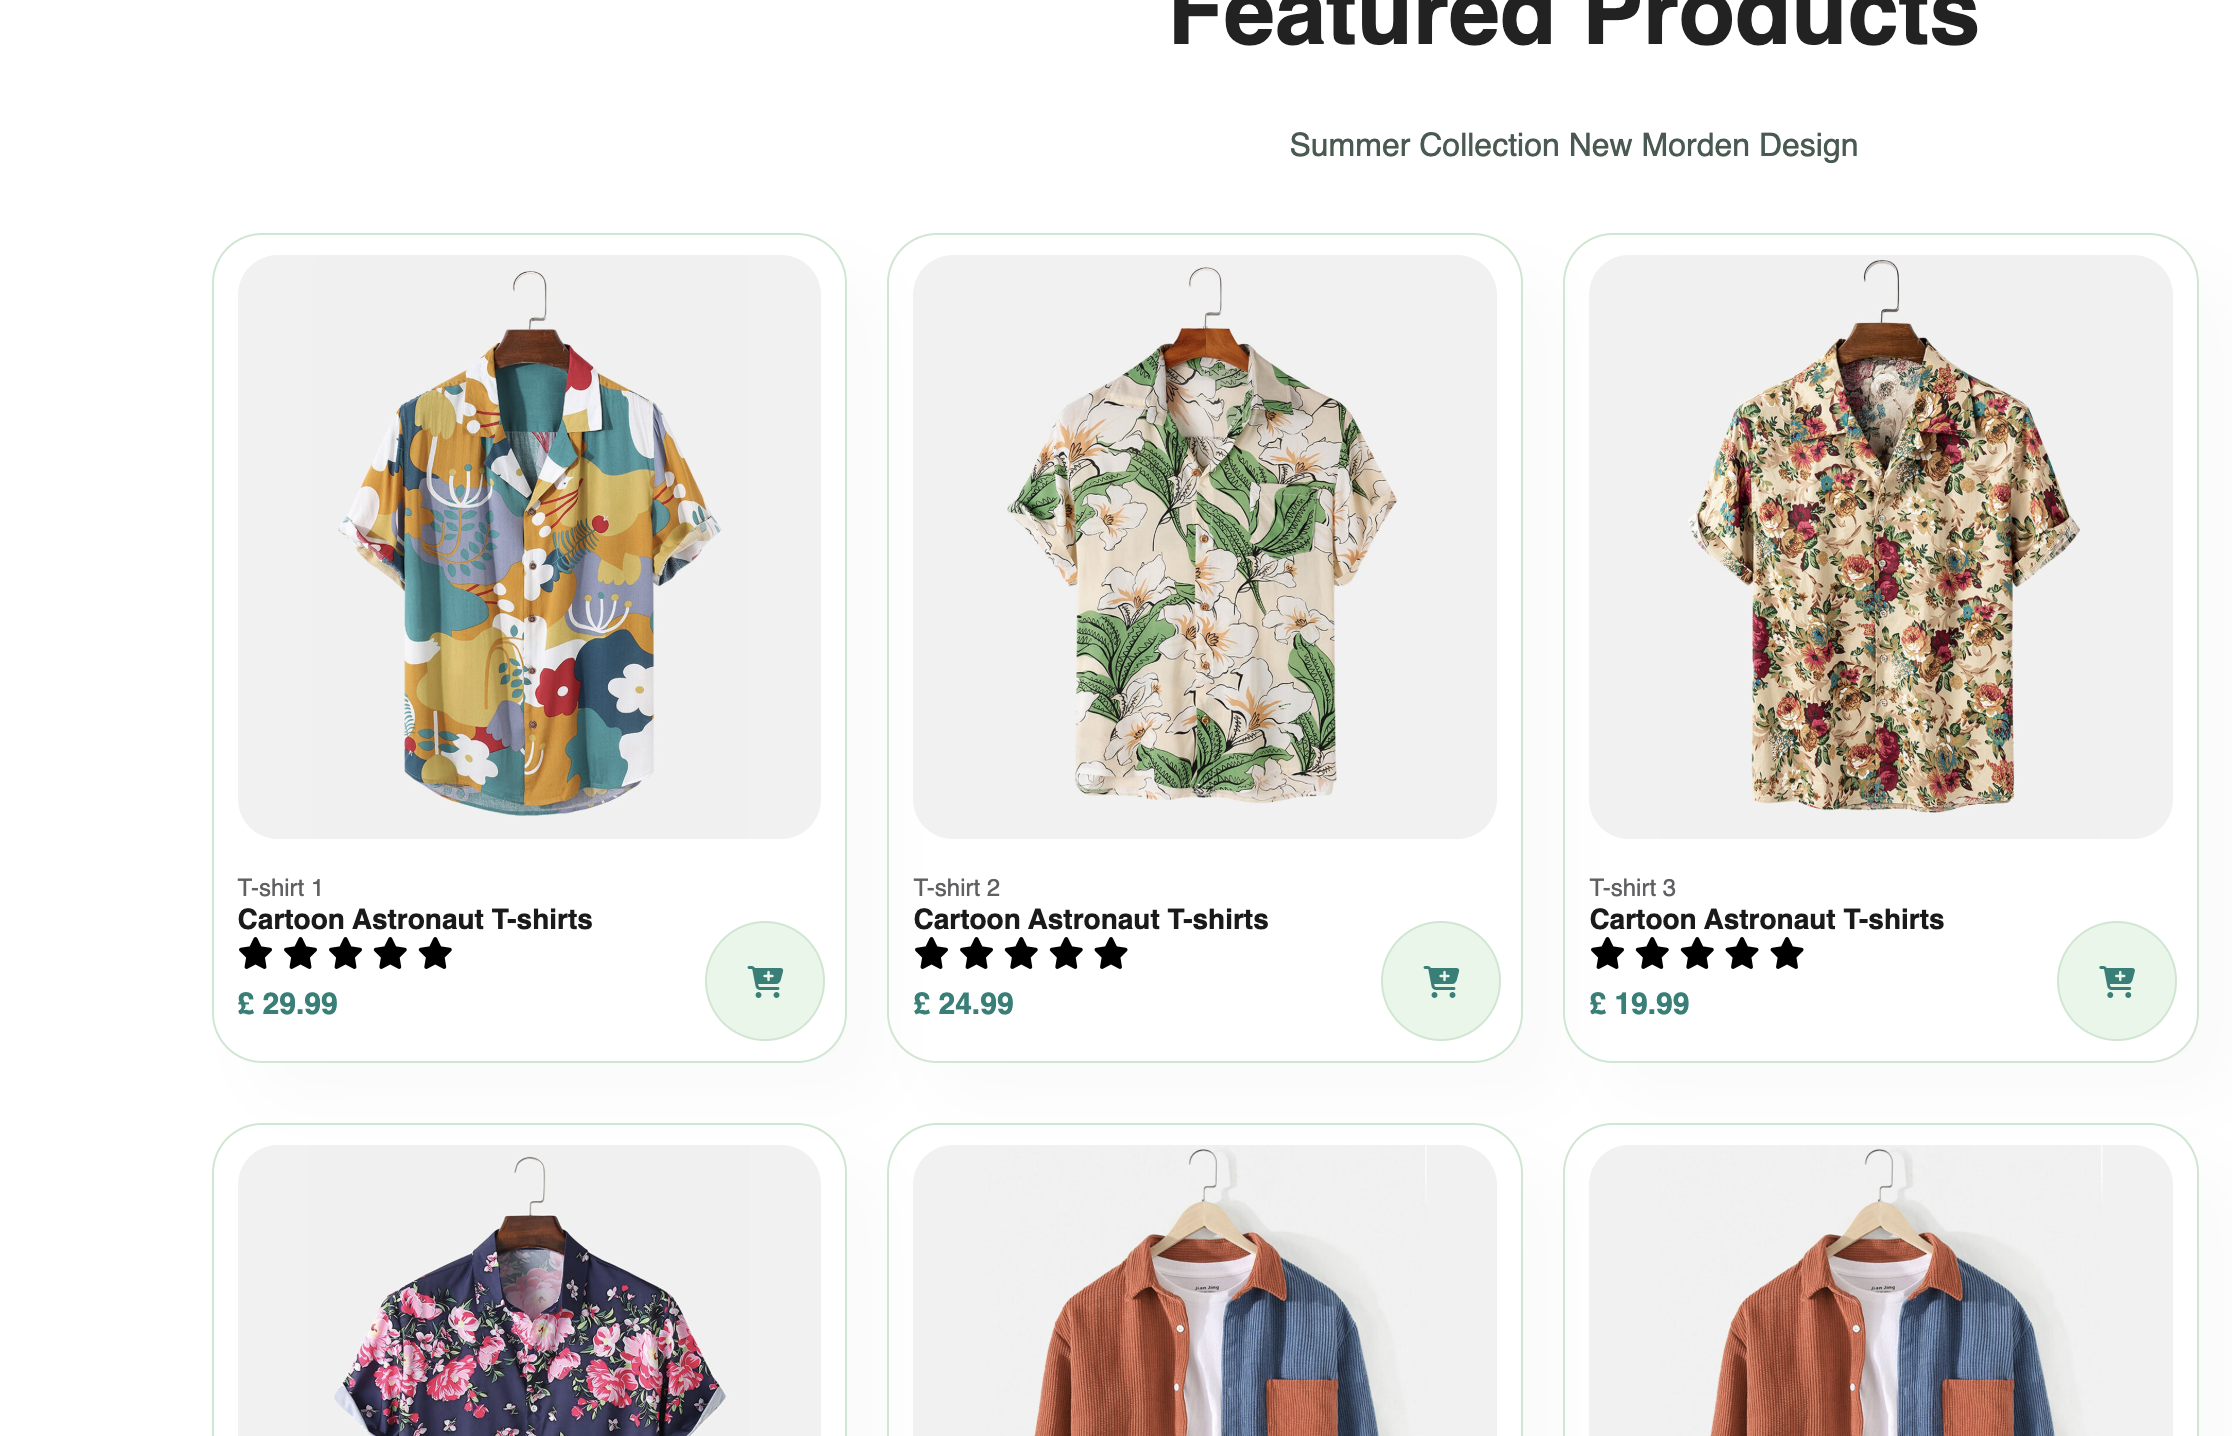 Featured Products
Summer Collection New Morden Design
T-shirt 1
Cartoon Astronaut T-shirts
£ 29.99
T-shirt 2
Cartoon Astronaut T-shirts
£ 24.99
T-shirt 3
Cartoon Astronaut T-shirts
£ 19.99